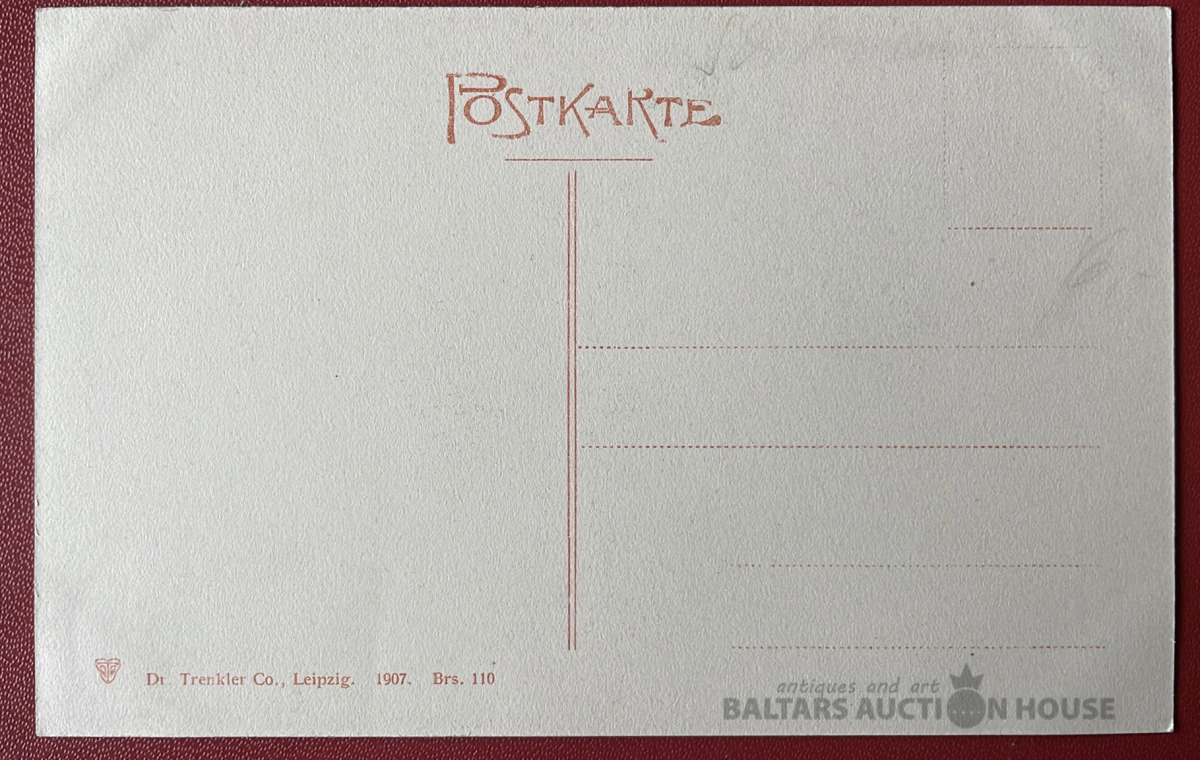 POSTKARTE
Dr. Trenkler Co., Leipzig. 1907. Brs. 110
antiques and art
BALTARS AUCTION HOUSE